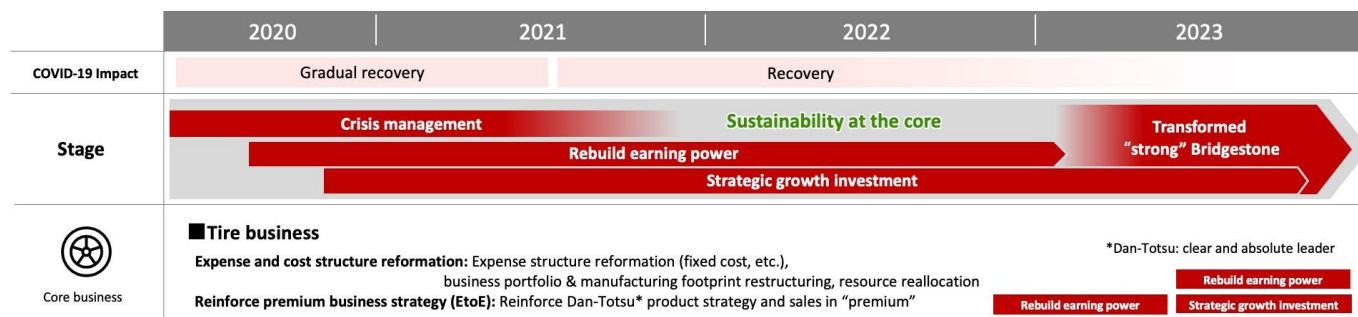 2020 2021 2022 2023
COVID-19 Impact Gradual recovery Recovery
Stage
Crisis management
Sustainability at the core
Rebuild earning power
Strategic growth investment
Transformed
“strong” Bridgestone
Core business
■Tire business
*Dan-Totsu: clear and absolute leader
Expense and cost structure reformation: Expense structure reformation (fixed cost, etc.),
business portfolio & manufacturing footprint restructuring, resource reallocation
Rebuild earning power
Reinforce premium business strategy (EtoE): Reinforce Dan-Totsu* product strategy and sales in “premium”
Rebuild earning power
Strategic growth investment